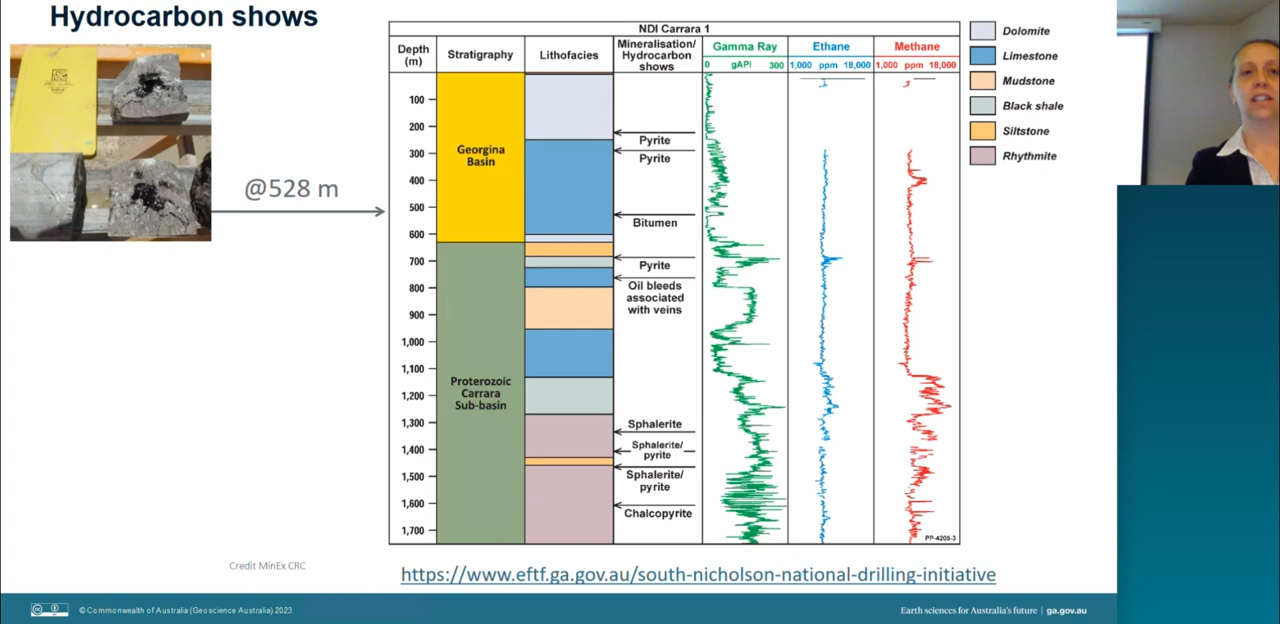 Hydrocarbon shows
@528 m
NDI Carrara 1
Depth
(m)
Stratigraphy
Lithofacies
Mineralisation/
Hydrocarbon
shows
Gamma Ray
0 gAPI 300
Ethane
1,000 ppm 18,000
Methane
1,000 ppm 18,000
100
200
300
400
500
600
700
800
900
1,000
1,100
1,200
1,300
1,400
1,500
1,600
1,700
Georgina
Basin
Proterozoic
Carrara
Sub-basin
Pyrite
Pyrite
Bitumen
Pyrite
Oil bleeds
associated
with veins
Sphalerite
Sphalerite/
pyrite
Sphalerite/
pyrite
Chalcopyrite
PP-4205-3
Dolomite
Limestone
Mudstone
Black shale
Siltstone
Rhythmite
Credit MinEx CRC
https://www.eftf.ga.gov.au/south-nicholson-national-drilling-initiative
© Commonwealth of Australia (Geoscience Australia) 2023.
Earth sciences for Australia's future | ga.gov.au